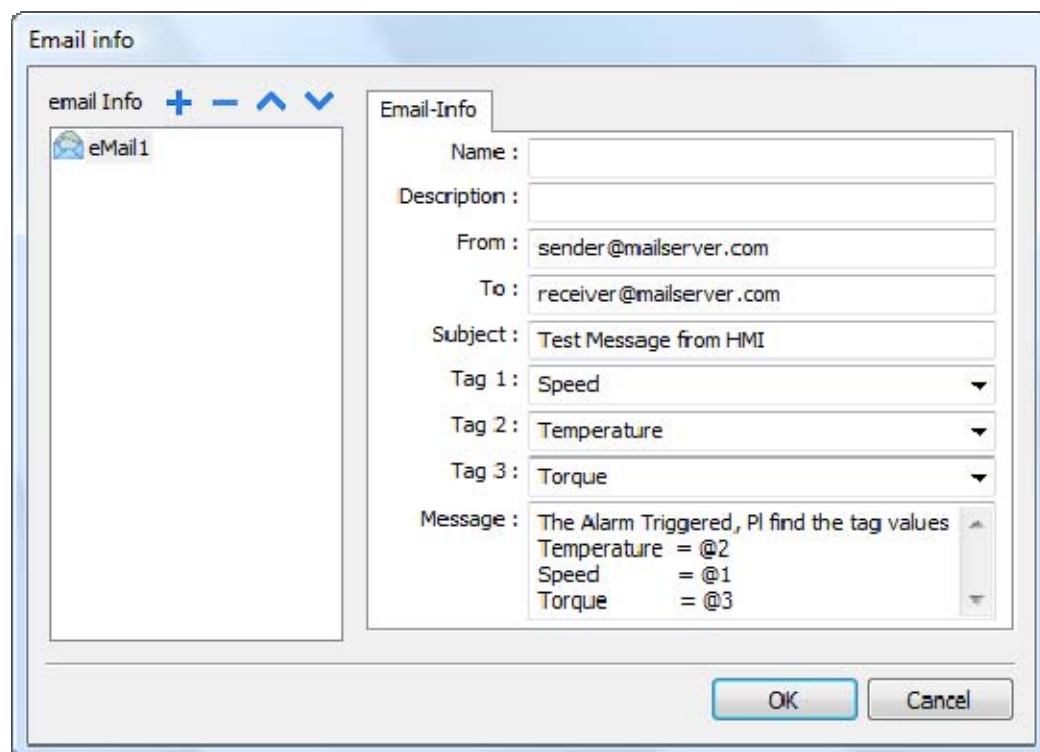 Email info
email Info
eMail1
Email-Info
Name :
Description :
From : sender@mailserver.com
To : receiver@mailserver.com
Subject : Test Message from HMI
Tag 1 : Speed
Tag 2 : Temperature
Tag 3 : Torque
Message : The Alarm Triggered, Pl find the tag values
Temperature = @2
Speed = @1
Torque = @3
OK Cancel